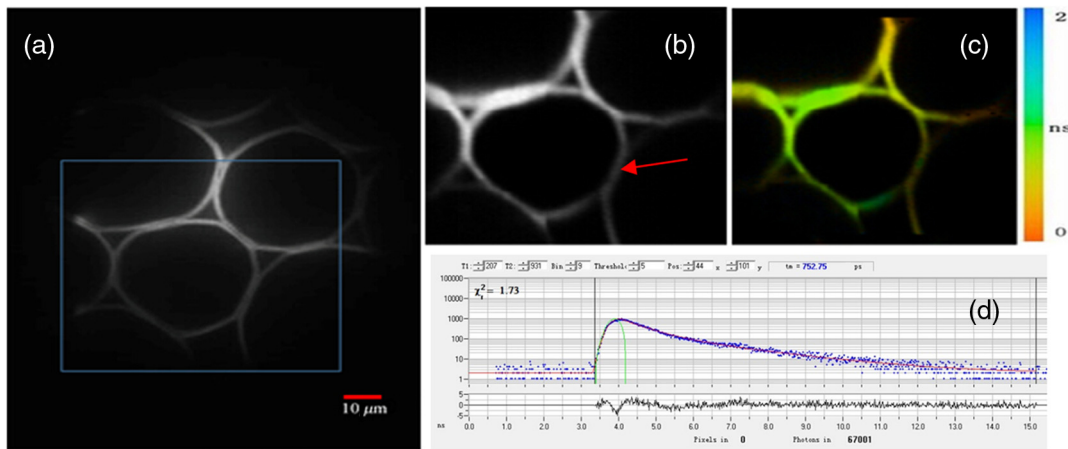 (a)
10 μm
(b)
(c)
2
ns
0
T1: 207 T2: 931 Bin 9 Threshold 5 Pos: 44 x 101 y tm = 752.75 ps
(d)
χr² = 1.73
100000
10000
1000
100
10
1
5
0
-5
ns 0.0 1.0 2.0 3.0 4.0 5.0 6.0 7.0 8.0 9.0 10.0 11.0 12.0 13.0 14.0 15.0
Pixels in 0 Photons in 67001